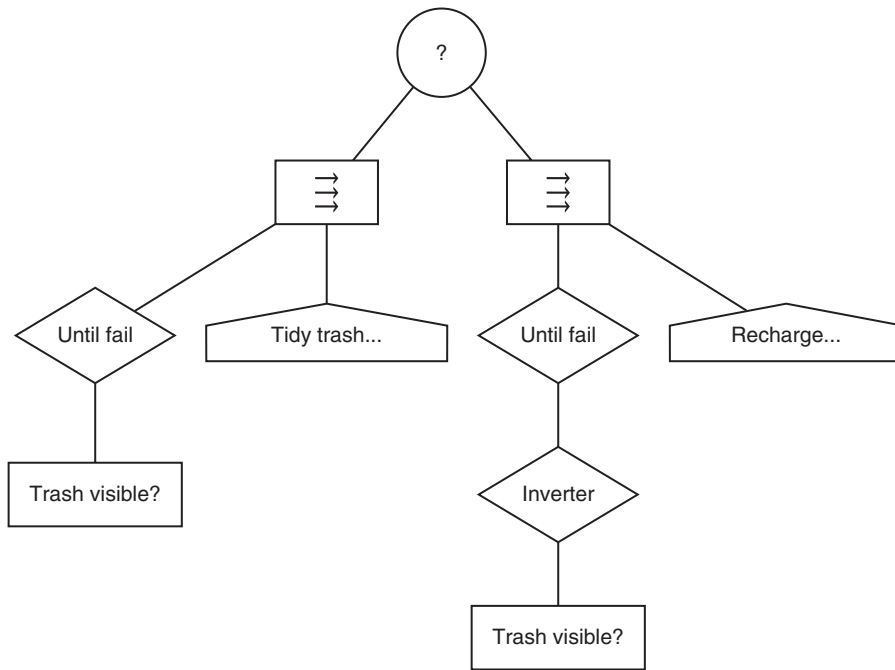 ?
Until fail
Tidy trash...
Until fail
Recharge...
Trash visible?
Inverter
Trash visible?